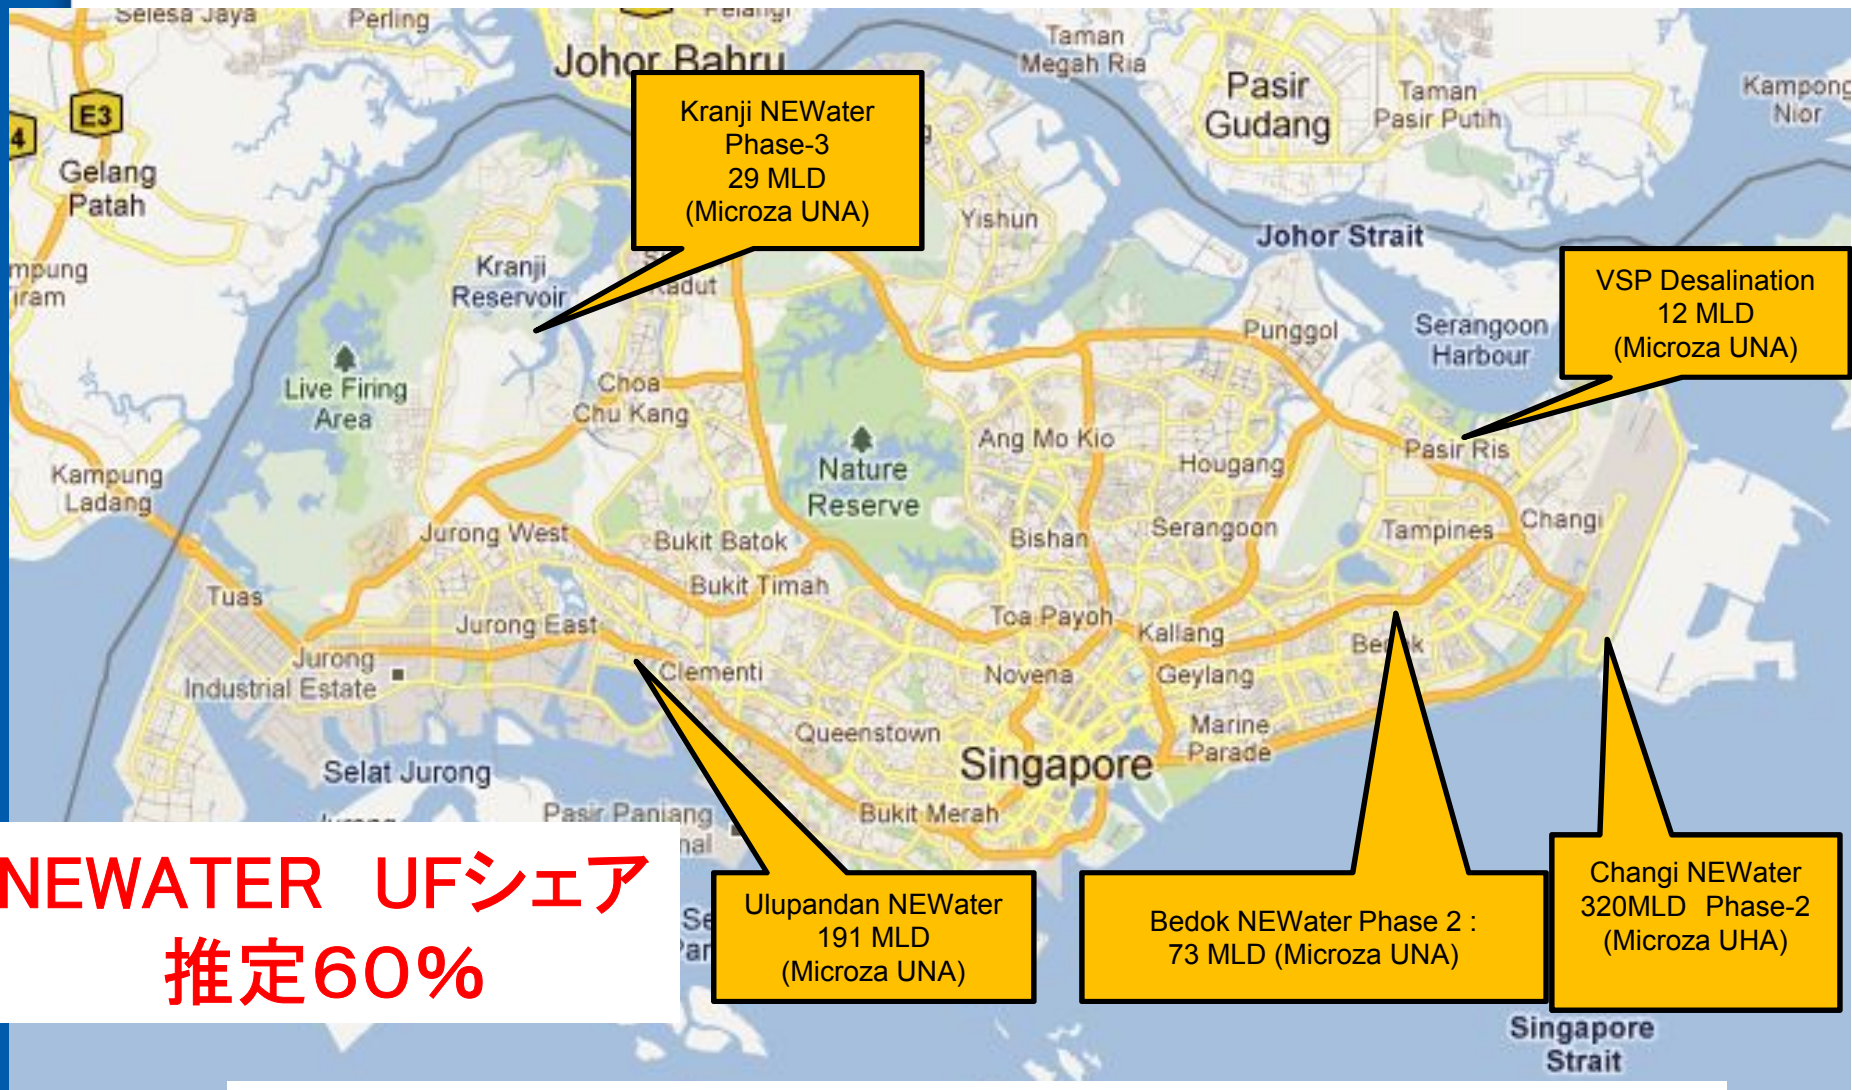 Selesa Jaya
Perling
Pelangi
Johor Bahru
Taman
Megah Ria
Pasir
Gudang
Taman
Pasir Putih
Kampong
Nior
E3
4
Gelang
Patah
Kranji NEWater
Phase-3
29 MLD
(Microza UNA)
Yishun
Johor Strait
VSP Desalination
12 MLD
(Microza UNA)
Kranji
Reservoir
Live Firing
Area
Choa
Chu Kang
Punggol
Serangoon
Harbour
Kampung
Ladang
Nature
Reserve
Ang Mo Kio
Hougang
Pasir Ris
Jurong West
Bukit Batok
Bishan
Serangoon
Tampines
Changi
Tuas
Bukit Timah
Jurong East
Toa Payoh
Kallang
Bedok
Jurong
Industrial Estate
Clementi
Novena
Geylang
Queenstown
Marine
Parade
Singapore
Selat Jurong
Pasir Panjang
Bukit Merah
NEWATER　UFシェア
推定60%
Ulupandan NEWater
191 MLD
(Microza UNA)
Bedok NEWater Phase 2 :
73 MLD (Microza UNA)
Changi NEWater
320MLD Phase-2
(Microza UHA)
Singapore
Strait